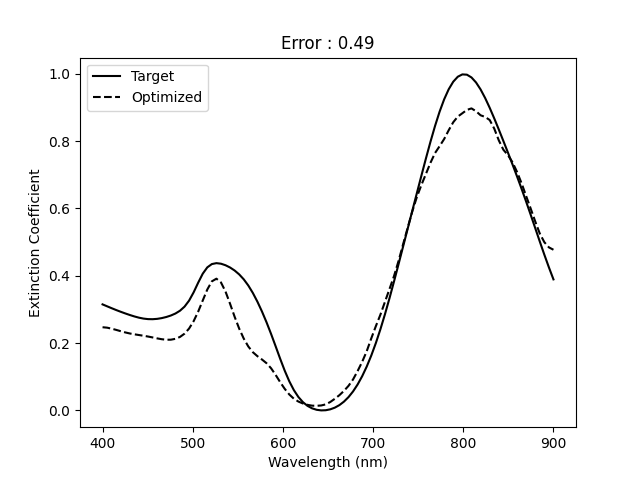 Error : 0.49
Target
Optimized
Extinction Coefficient
1.0
0.8
0.6
0.4
0.2
0.0
400 500 600 700 800 900
Wavelength (nm)